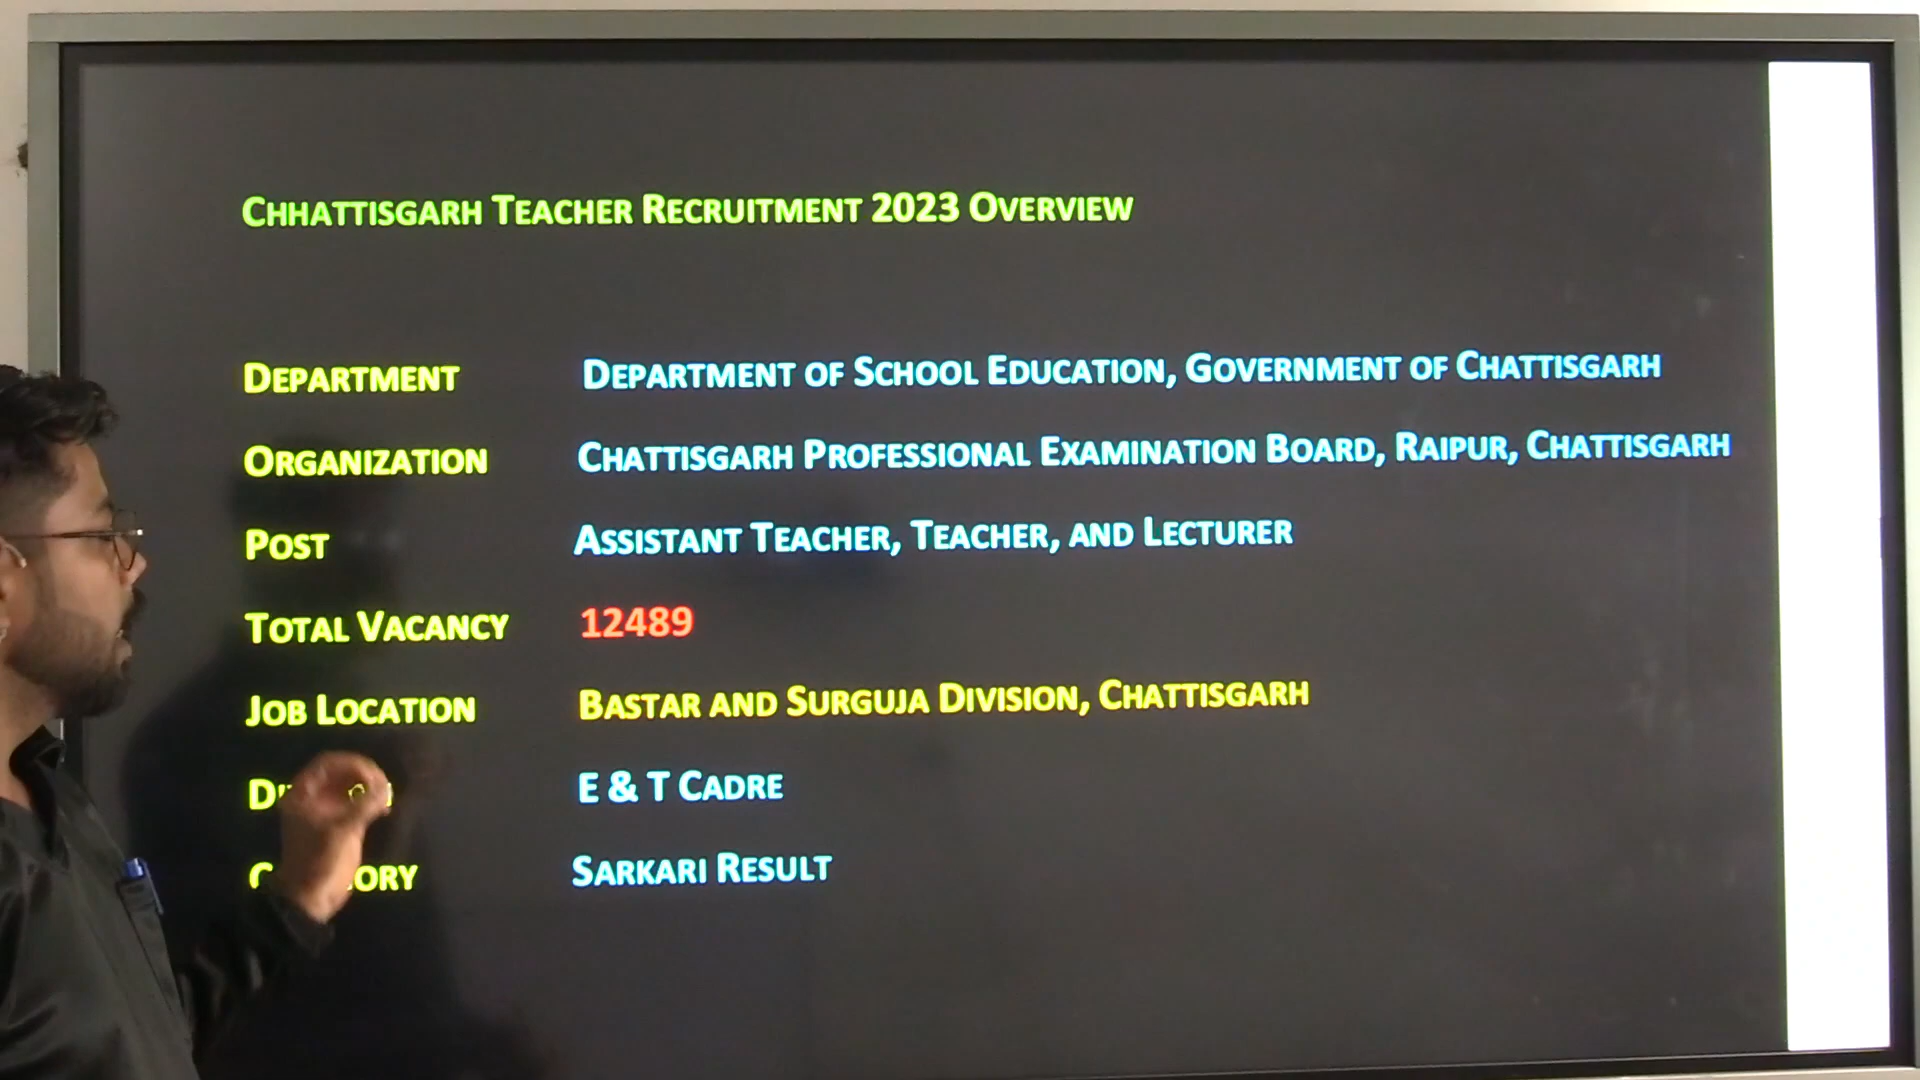 Chhattisgarh Teacher Recruitment 2023 Overview
Department Department of School Education, Government of Chattisgarh
Organization Chattisgarh Professional Examination Board, Raipur, Chattisgarh
Post Assistant Teacher, Teacher, and Lecturer
Total Vacancy 12489
Job Location Bastar and Surguja Division, Chattisgarh
E & T Cadre
Sarkari Result